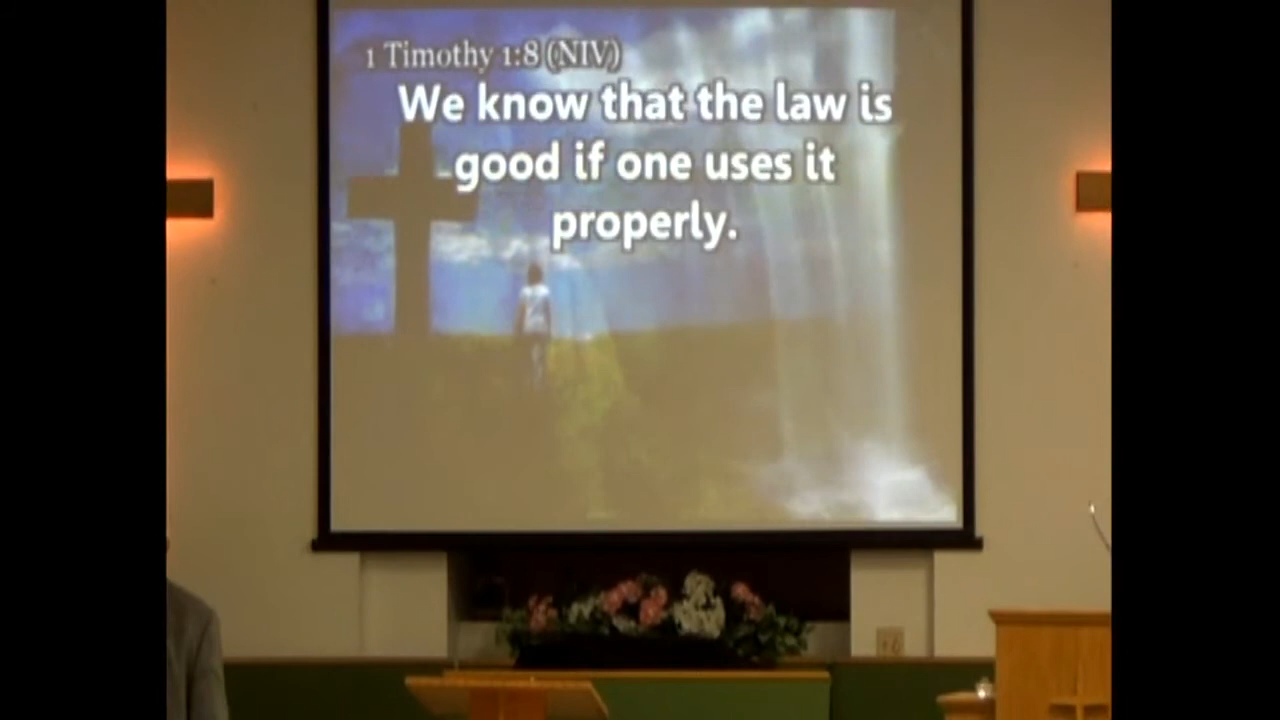 1 Timothy 1:8 (NIV)
We know that the law is
good if one uses it
properly.